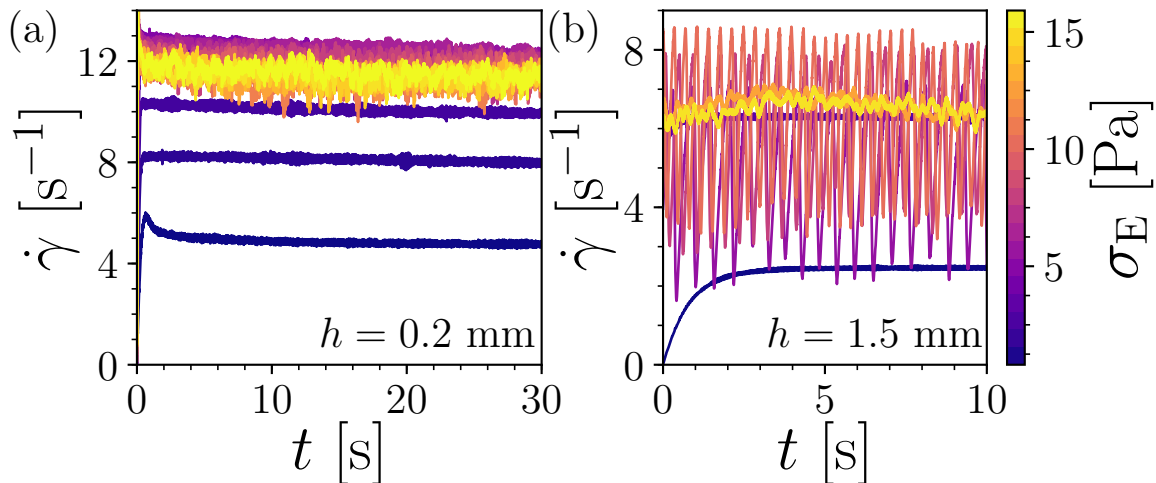 (a)
12
8
4
0
γ̇ [s⁻¹]
0 10 20 30
t [s]
h = 0.2 mm
(b)
8
4
0
γ̇ [s⁻¹]
0 5 10
t [s]
h = 1.5 mm
15
10
5
σ_E [Pa]